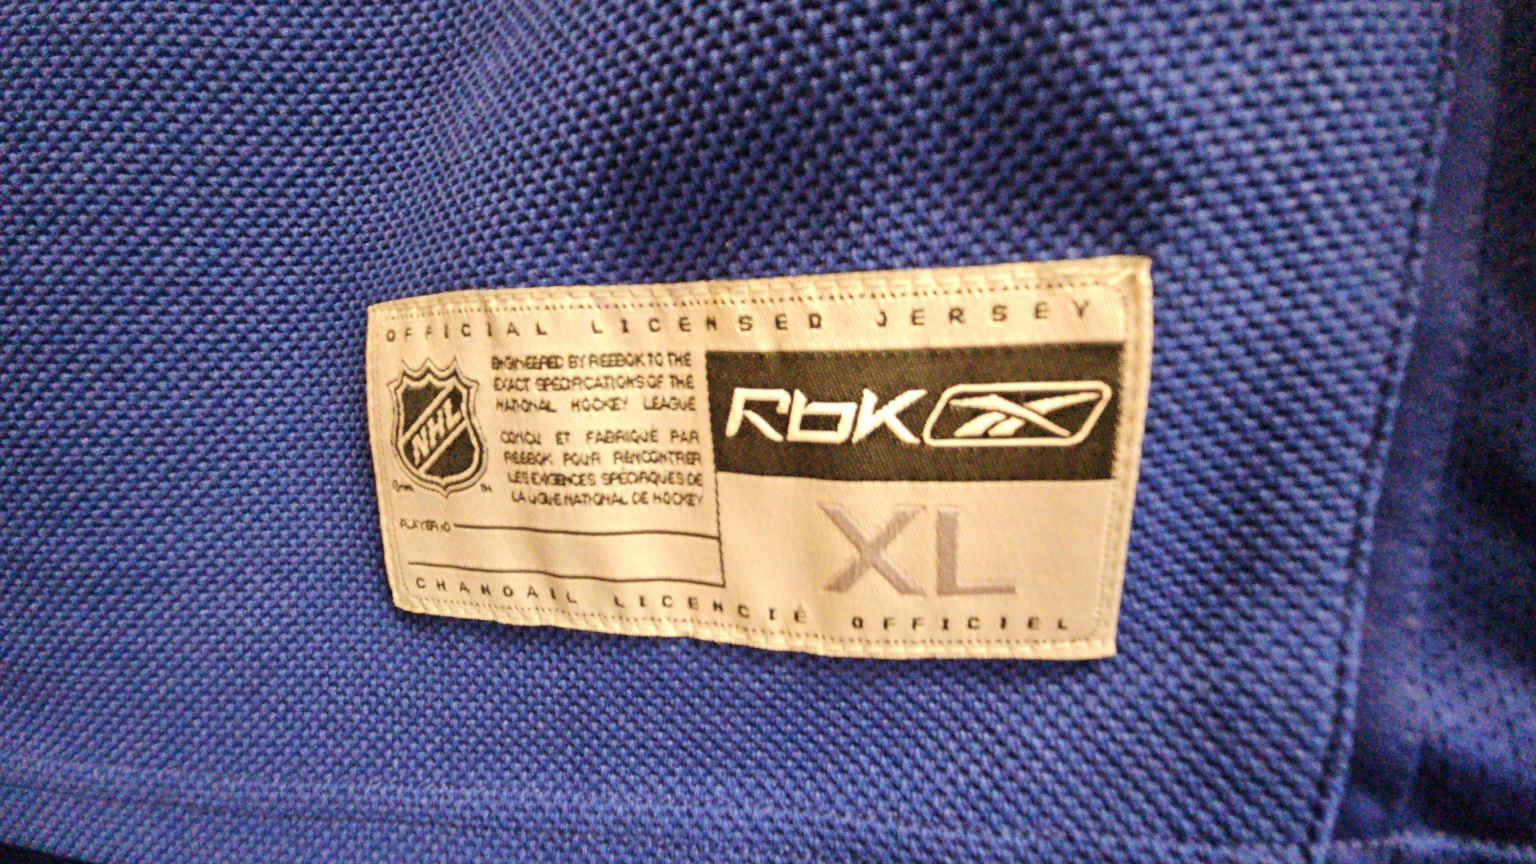 OFFICIAL LICENSED JERSEY
ENGINEERED BY REEBOK TO THE
EXACT SPECIFICATIONS OF THE
NATIONAL HOCKEY LEAGUE
NHL
CONÇU ET FABRIQUÉ PAR
REEBOK POUR RENCONTRER
LES EXIGENCES SPÉCIFIQUES DE
LA LIGUE NATIONAL DE HOCKEY
TM
PLAYER ID
Rbk
XL
CHANDAIL LICENCIÉ OFFICIEL